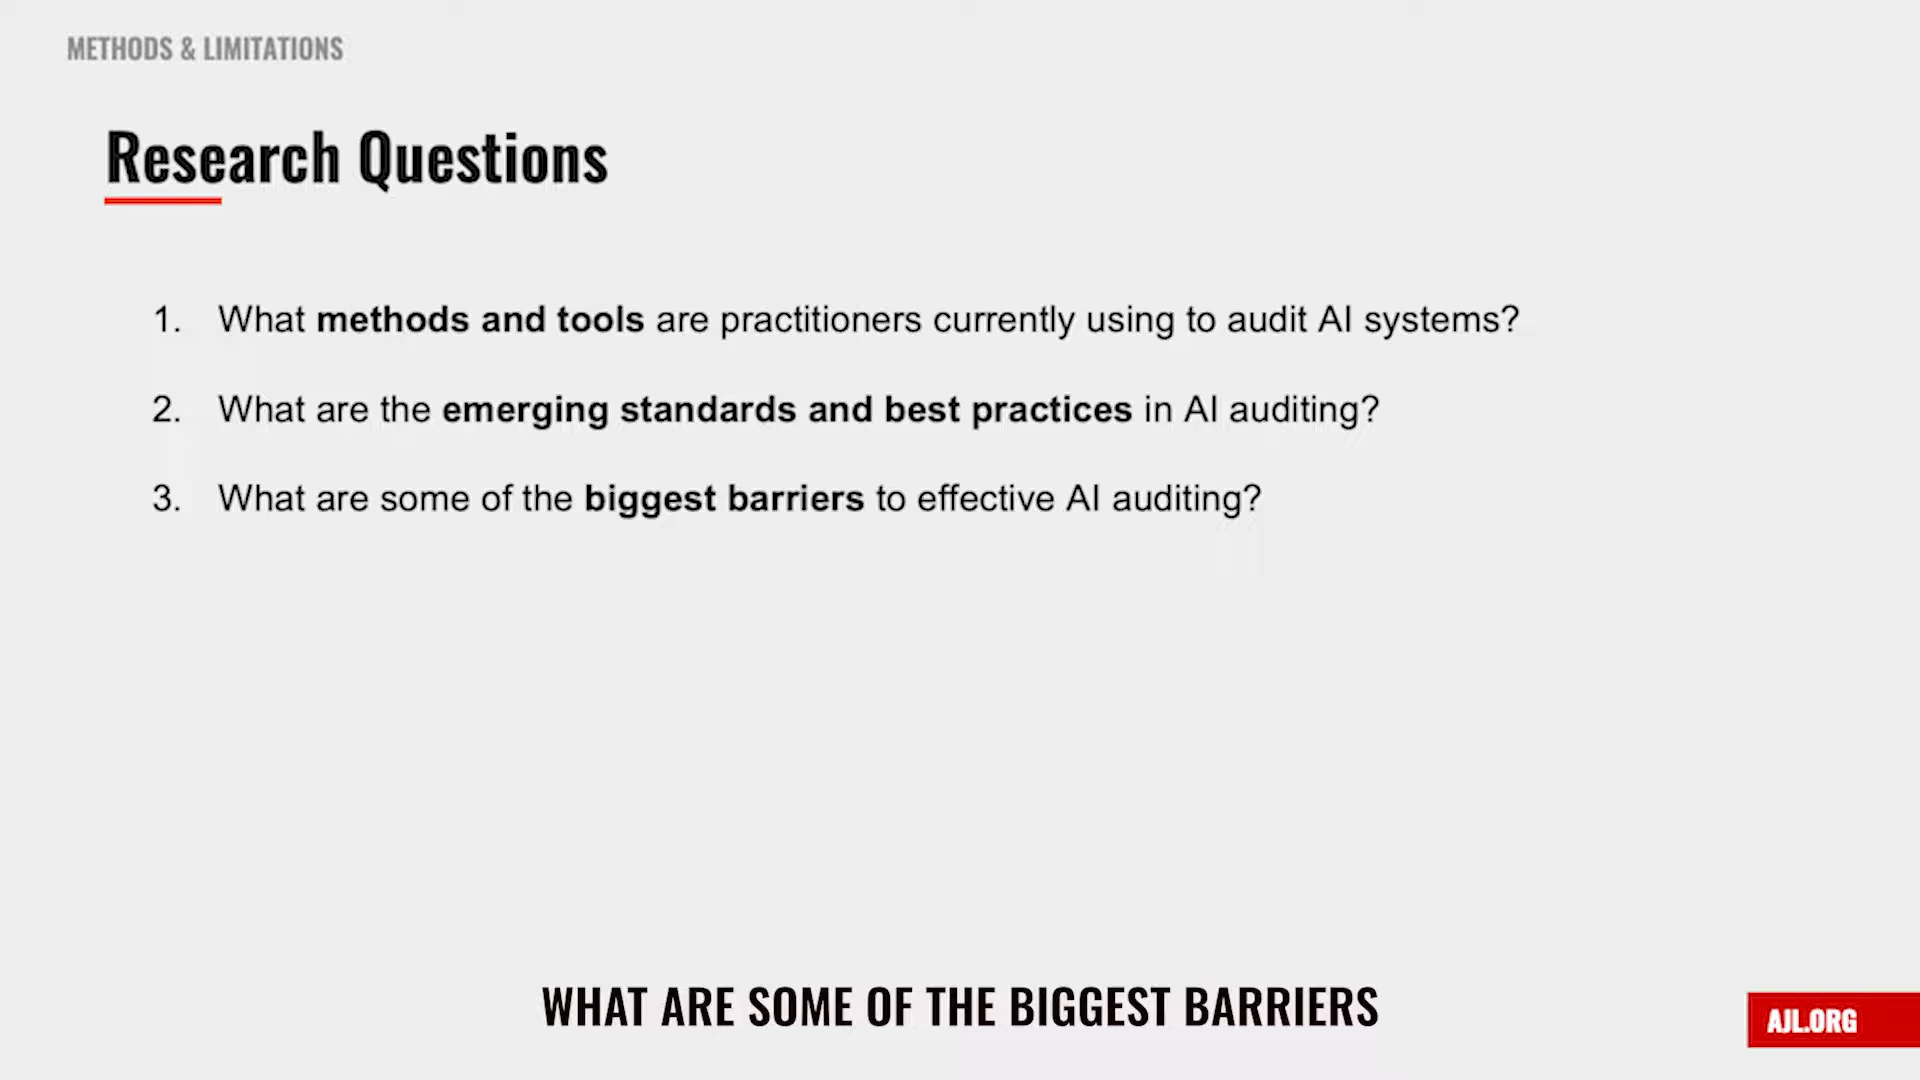 METHODS & LIMITATIONS
Research Questions
1. What methods and tools are practitioners currently using to audit AI systems?
2. What are the emerging standards and best practices in AI auditing?
3. What are some of the biggest barriers to effective AI auditing?
WHAT ARE SOME OF THE BIGGEST BARRIERS
AJL.ORG